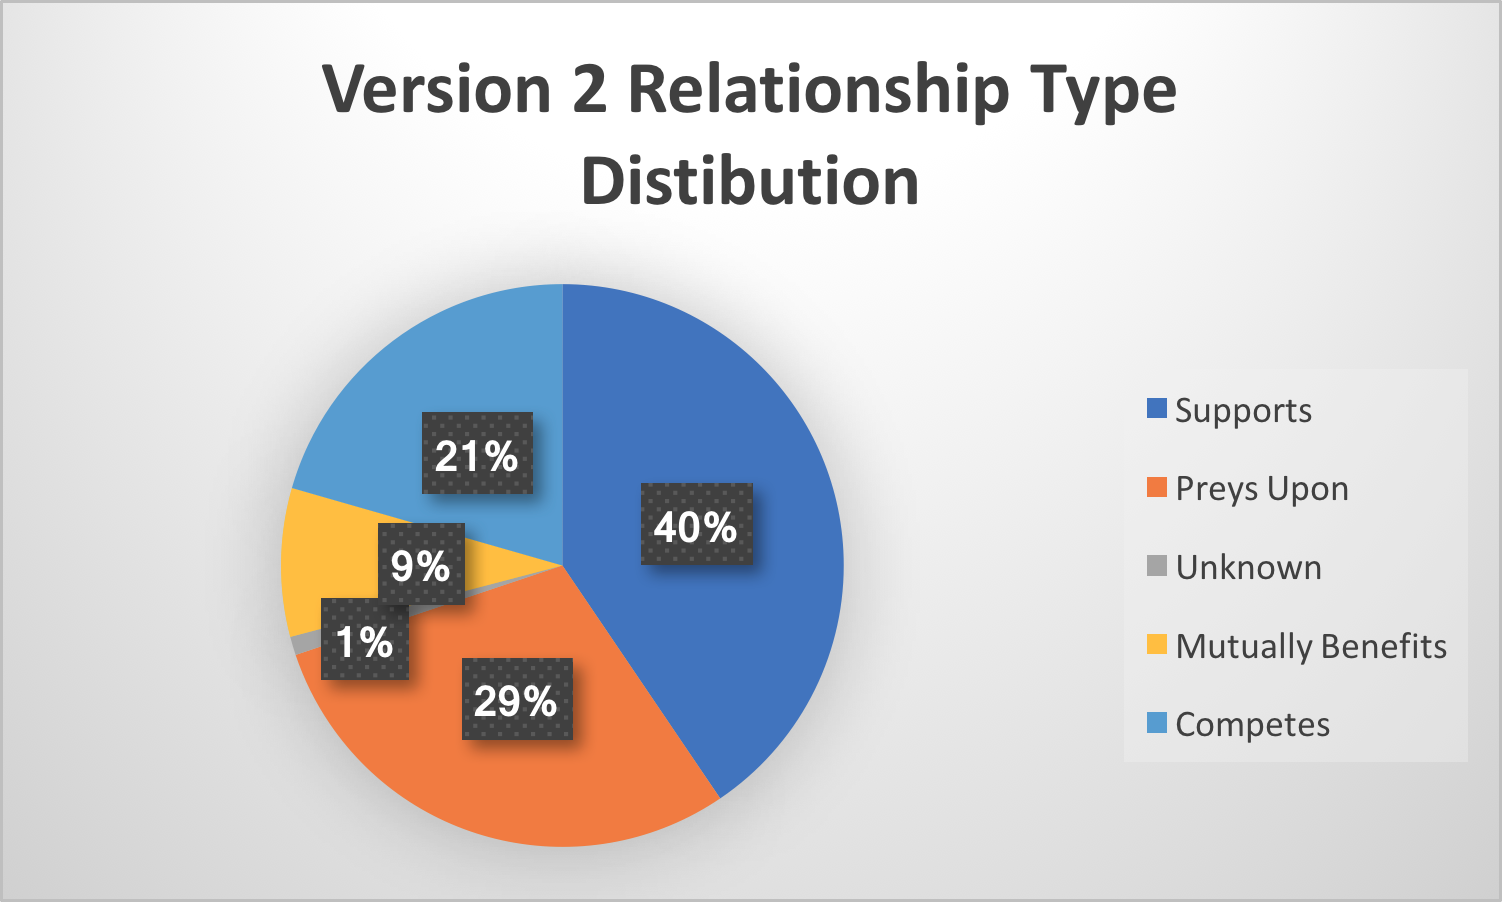 Version 2 Relationship Type
Distibution
21%
40%
9%
1%
29%
Supports
Preys Upon
Unknown
Mutually Benefits
Competes